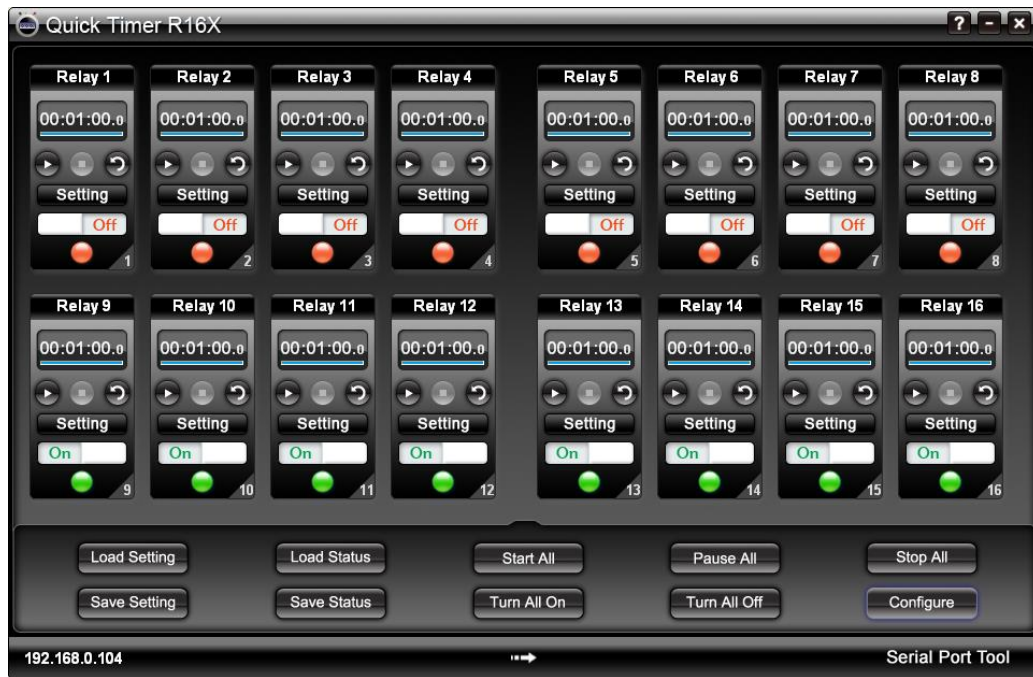 Quick Timer R16X ? - x
Relay 1 Relay 2 Relay 3 Relay 4 Relay 5 Relay 6 Relay 7 Relay 8
00:01:00.0 00:01:00.0 00:01:00.0 00:01:00.0 00:01:00.0 00:01:00.0 00:01:00.0 00:01:00.0
Setting Setting Setting Setting Setting Setting Setting Setting
Off Off Off Off Off Off Off Off
1 2 3 4 5 6 7 8
Relay 9 Relay 10 Relay 11 Relay 12 Relay 13 Relay 14 Relay 15 Relay 16
00:01:00.0 00:01:00.0 00:01:00.0 00:01:00.0 00:01:00.0 00:01:00.0 00:01:00.0 00:01:00.0
Setting Setting Setting Setting Setting Setting Setting Setting
On On On On On On On On
9 10 11 12 13 14 15 16
Load Setting Load Status Start All Pause All Stop All
Save Setting Save Status Turn All On Turn All Off Configure
192.168.0.104 Serial Port Tool